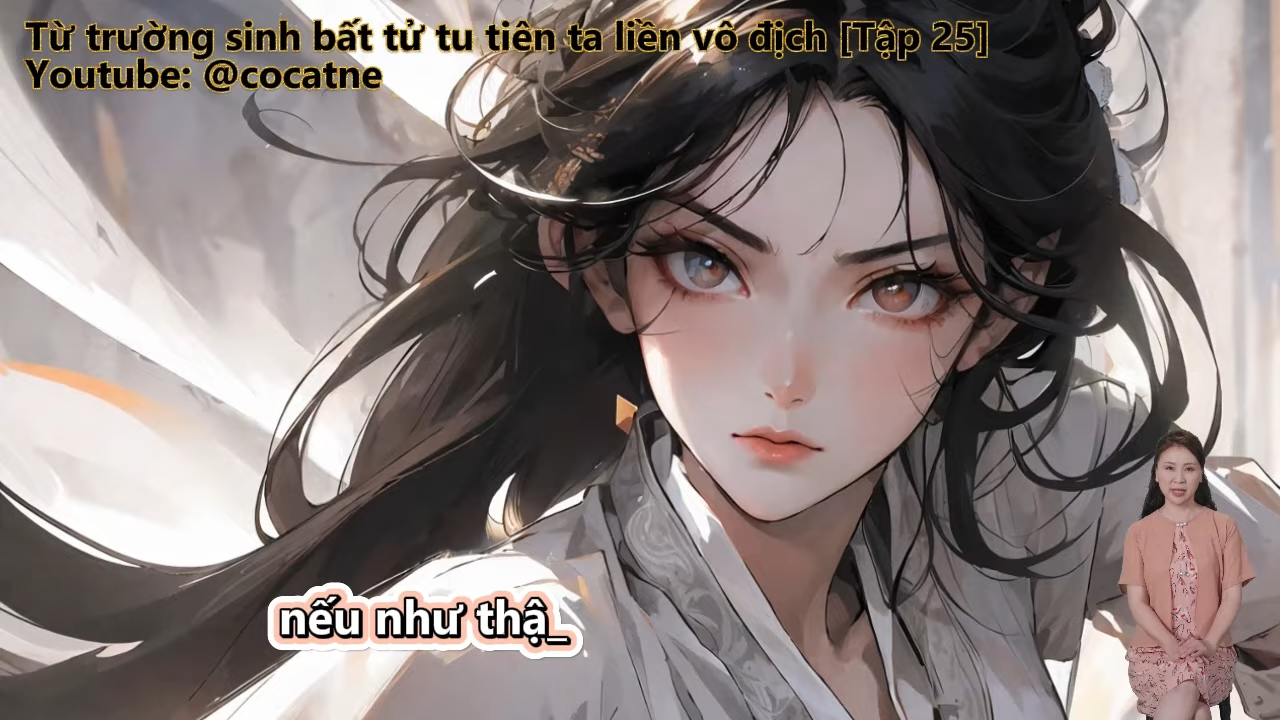 Từ trường sinh bất tử tu tiên ta liền vô địch [Tập 25]
Youtube: @cocatne
nếu như thậ_